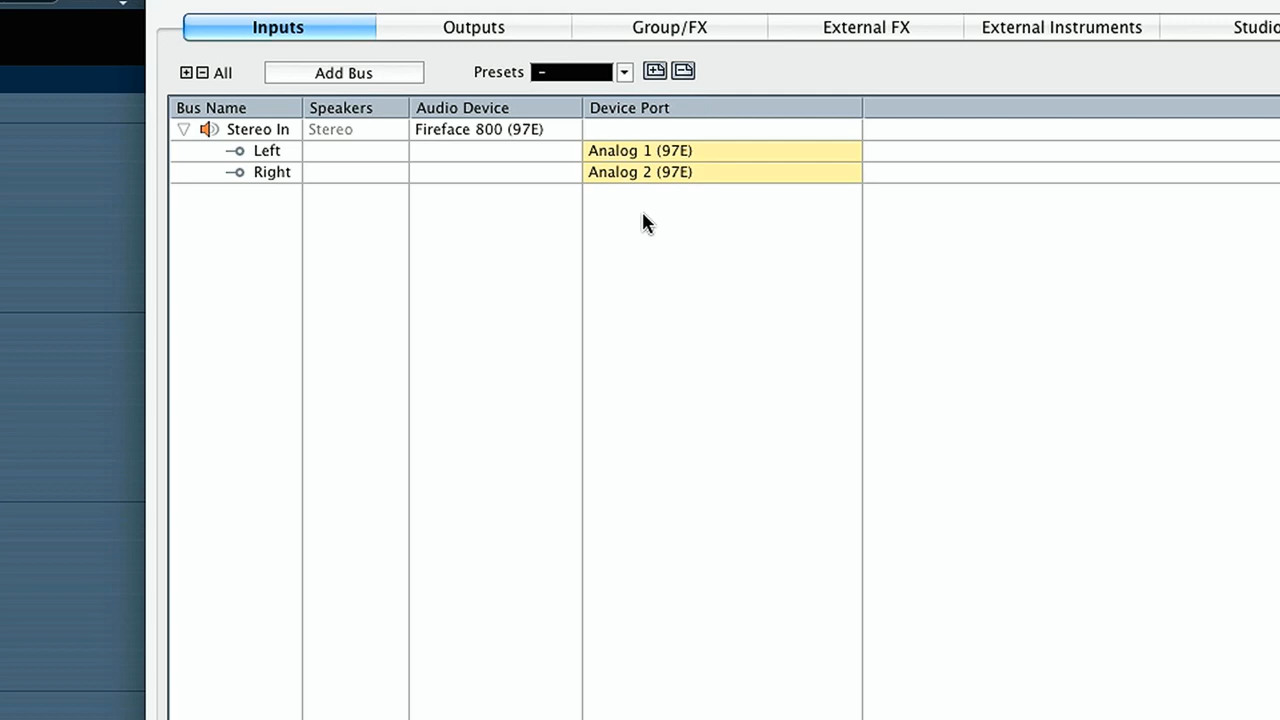 Inputs Outputs Group/FX External FX External Instruments Studio
All Add Bus Presets -
Bus Name Speakers Audio Device Device Port
Stereo In Stereo Fireface 800 (97E)
Left Analog 1 (97E)
Right Analog 2 (97E)